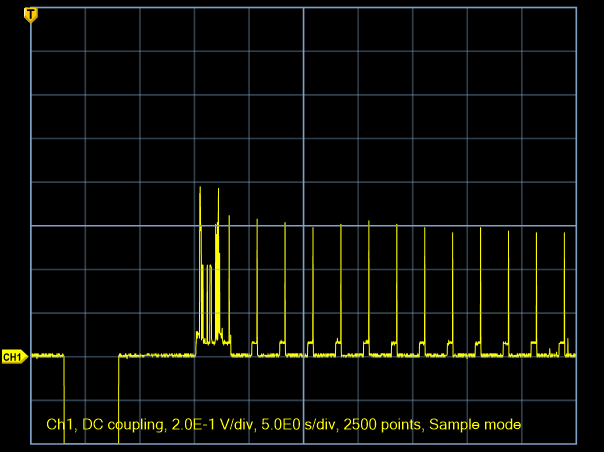 T
CH1
Ch1, DC coupling, 2.0E-1 V/div, 5.0E0 s/div, 2500 points, Sample mode